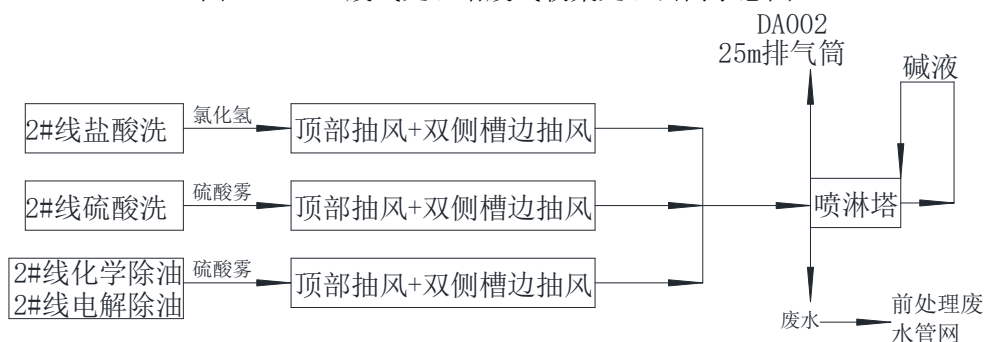 DA002
25m排气筒
碱液
2#线盐酸洗
氯化氢
顶部抽风+双侧槽边抽风
2#线硫酸洗
硫酸雾
顶部抽风+双侧槽边抽风
喷淋塔
2#线化学除油
2#线电解除油
硫酸雾
顶部抽风+双侧槽边抽风
废水
前处理废
水管网